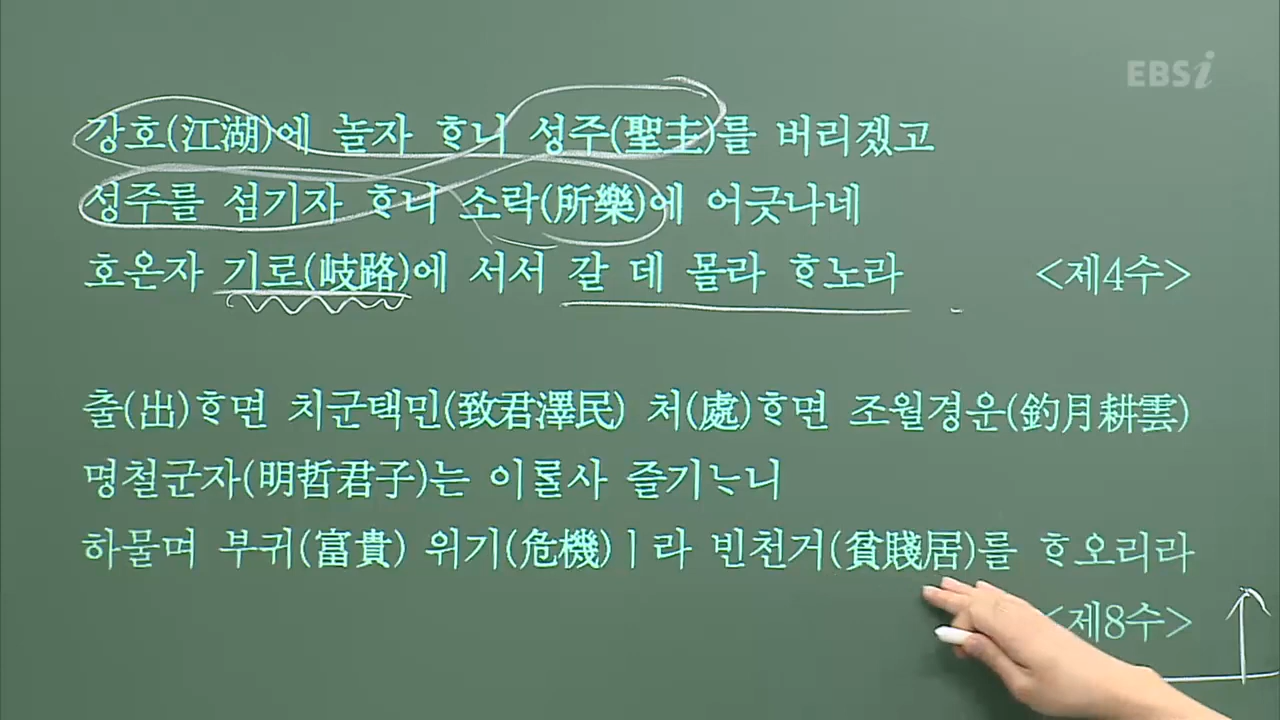 EBSi
강호(江湖)에 놀자 ᄒᆞ니 성주(聖主)를 버리겠고
성주를 섬기자 ᄒᆞ니 소락(所樂)에 어긋나네
호온자 기로(岐路)에 서서 갈 데 몰라 ᄒᆞ노라 <제4수>
출(出)ᄒᆞ면 치군택민(致君澤民) 처(處)ᄒᆞ면 조월경운(釣月耕雲)
명철군자(明哲君子)는 이ᄅᆞᆯ사 즐기ᄂᆞ니
하물며 부귀(富貴) 위기(危機)ㅣ라 빈천거(貧賤居)를 ᄒᆞ오리라
<제8수>